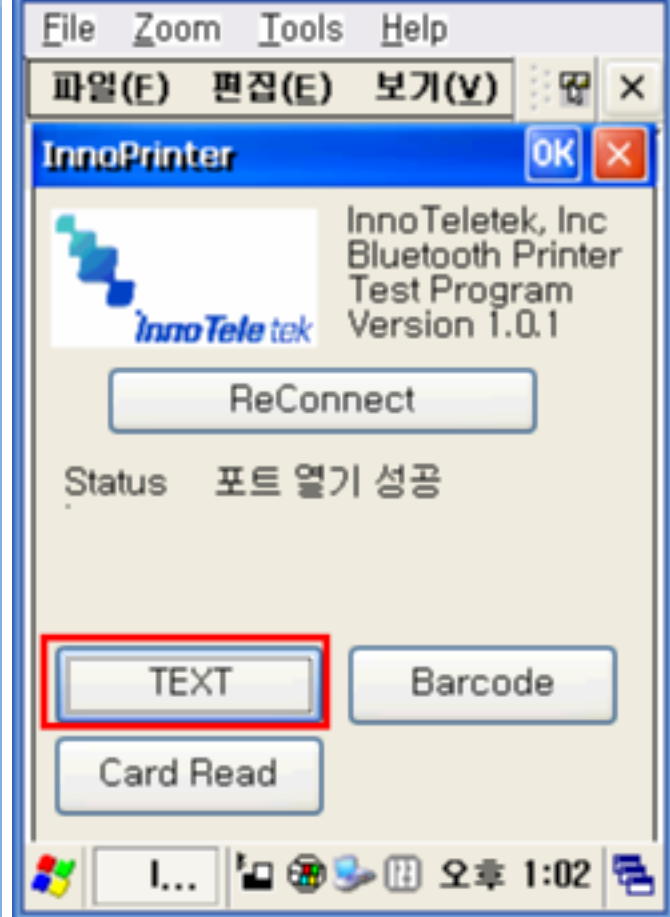 File Zoom Tools Help
파일(F) 편집(E) 보기(V)
InnoPrinter OK
InnoTeletek, Inc
Bluetooth Printer
Test Program
Version 1.0.1
InnoTeletek
ReConnect
Status 포트 열기 성공
TEXT Barcode
Card Read
I... 오후 1:02